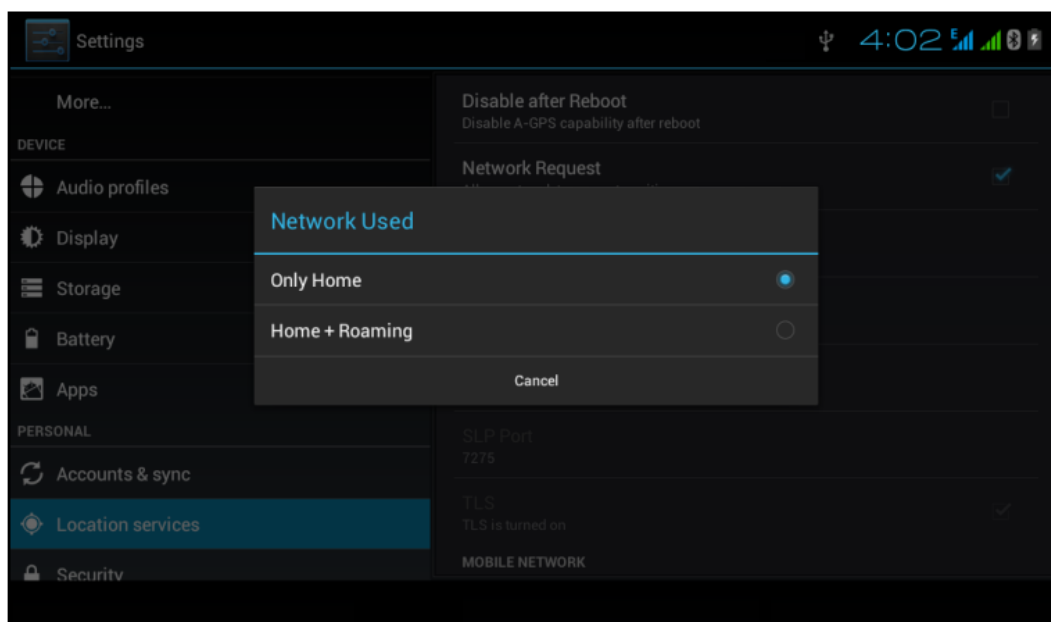 Settings
4:02
E
More...
DEVICE
Audio profiles
Display
Storage
Battery
Apps
PERSONAL
Accounts & sync
Location services
Security
Disable after Reboot
Disable A-GPS capability after reboot
Network Request
Network Used
Only Home
Home + Roaming
Cancel
SLP Port
7275
TLS
TLS is turned on
MOBILE NETWORK